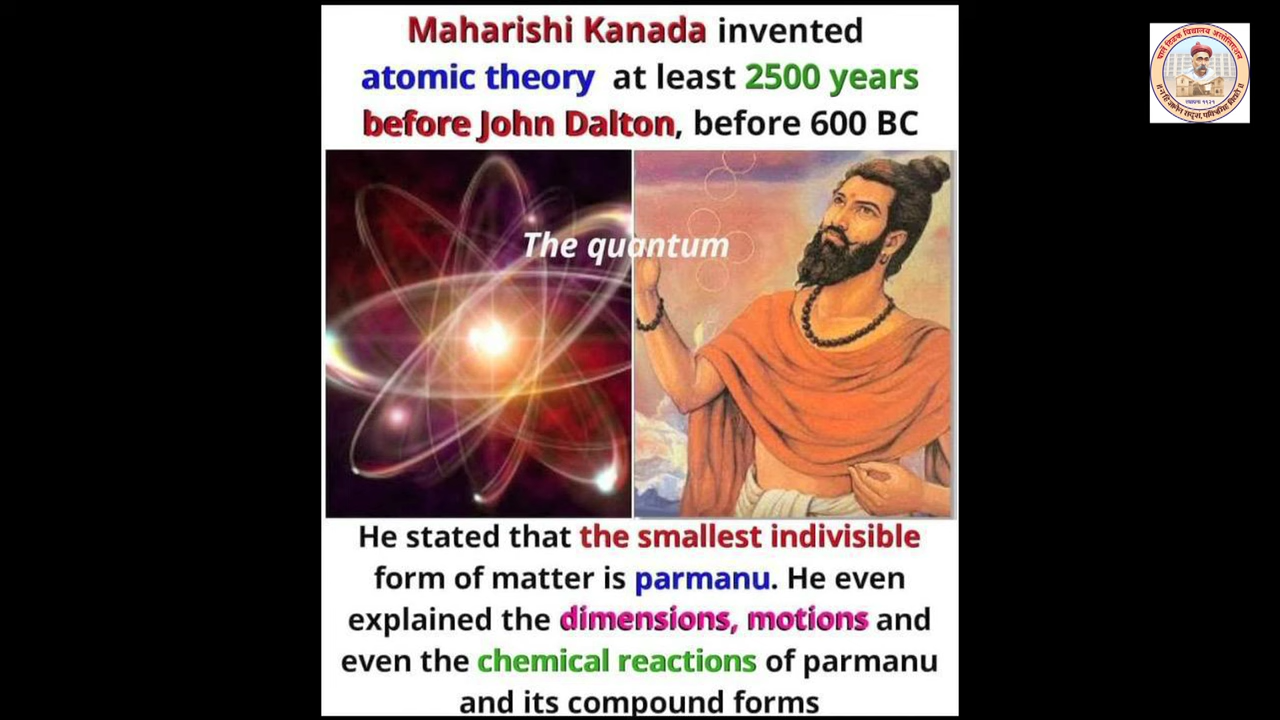 Maharishi Kanada invented
atomic theory at least 2500 years
before John Dalton, before 600 BC
The quantum
He stated that the smallest indivisible
form of matter is parmanu. He even
explained the dimensions, motions and
even the chemical reactions of parmanu
and its compound forms